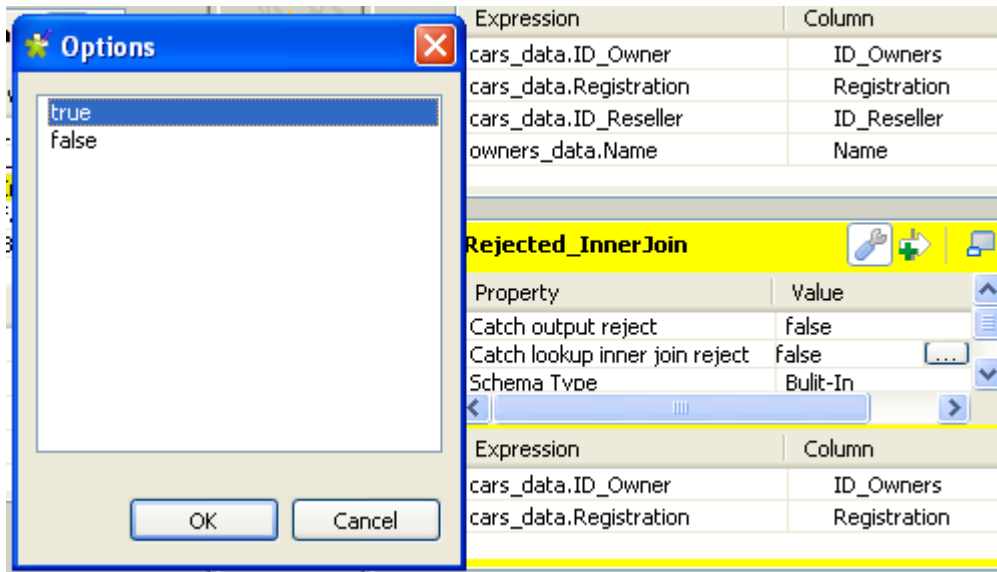 Options
true
false
OK Cancel
Expression Column
cars_data.ID_Owner ID_Owners
cars_data.Registration Registration
cars_data.ID_Reseller ID_Reseller
owners_data.Name Name
Rejected_InnerJoin
Property Value
Catch output reject false
Catch lookup inner join reject false ...
Schema Type Bulit-In
Expression Column
cars_data.ID_Owner ID_Owners
cars_data.Registration Registration